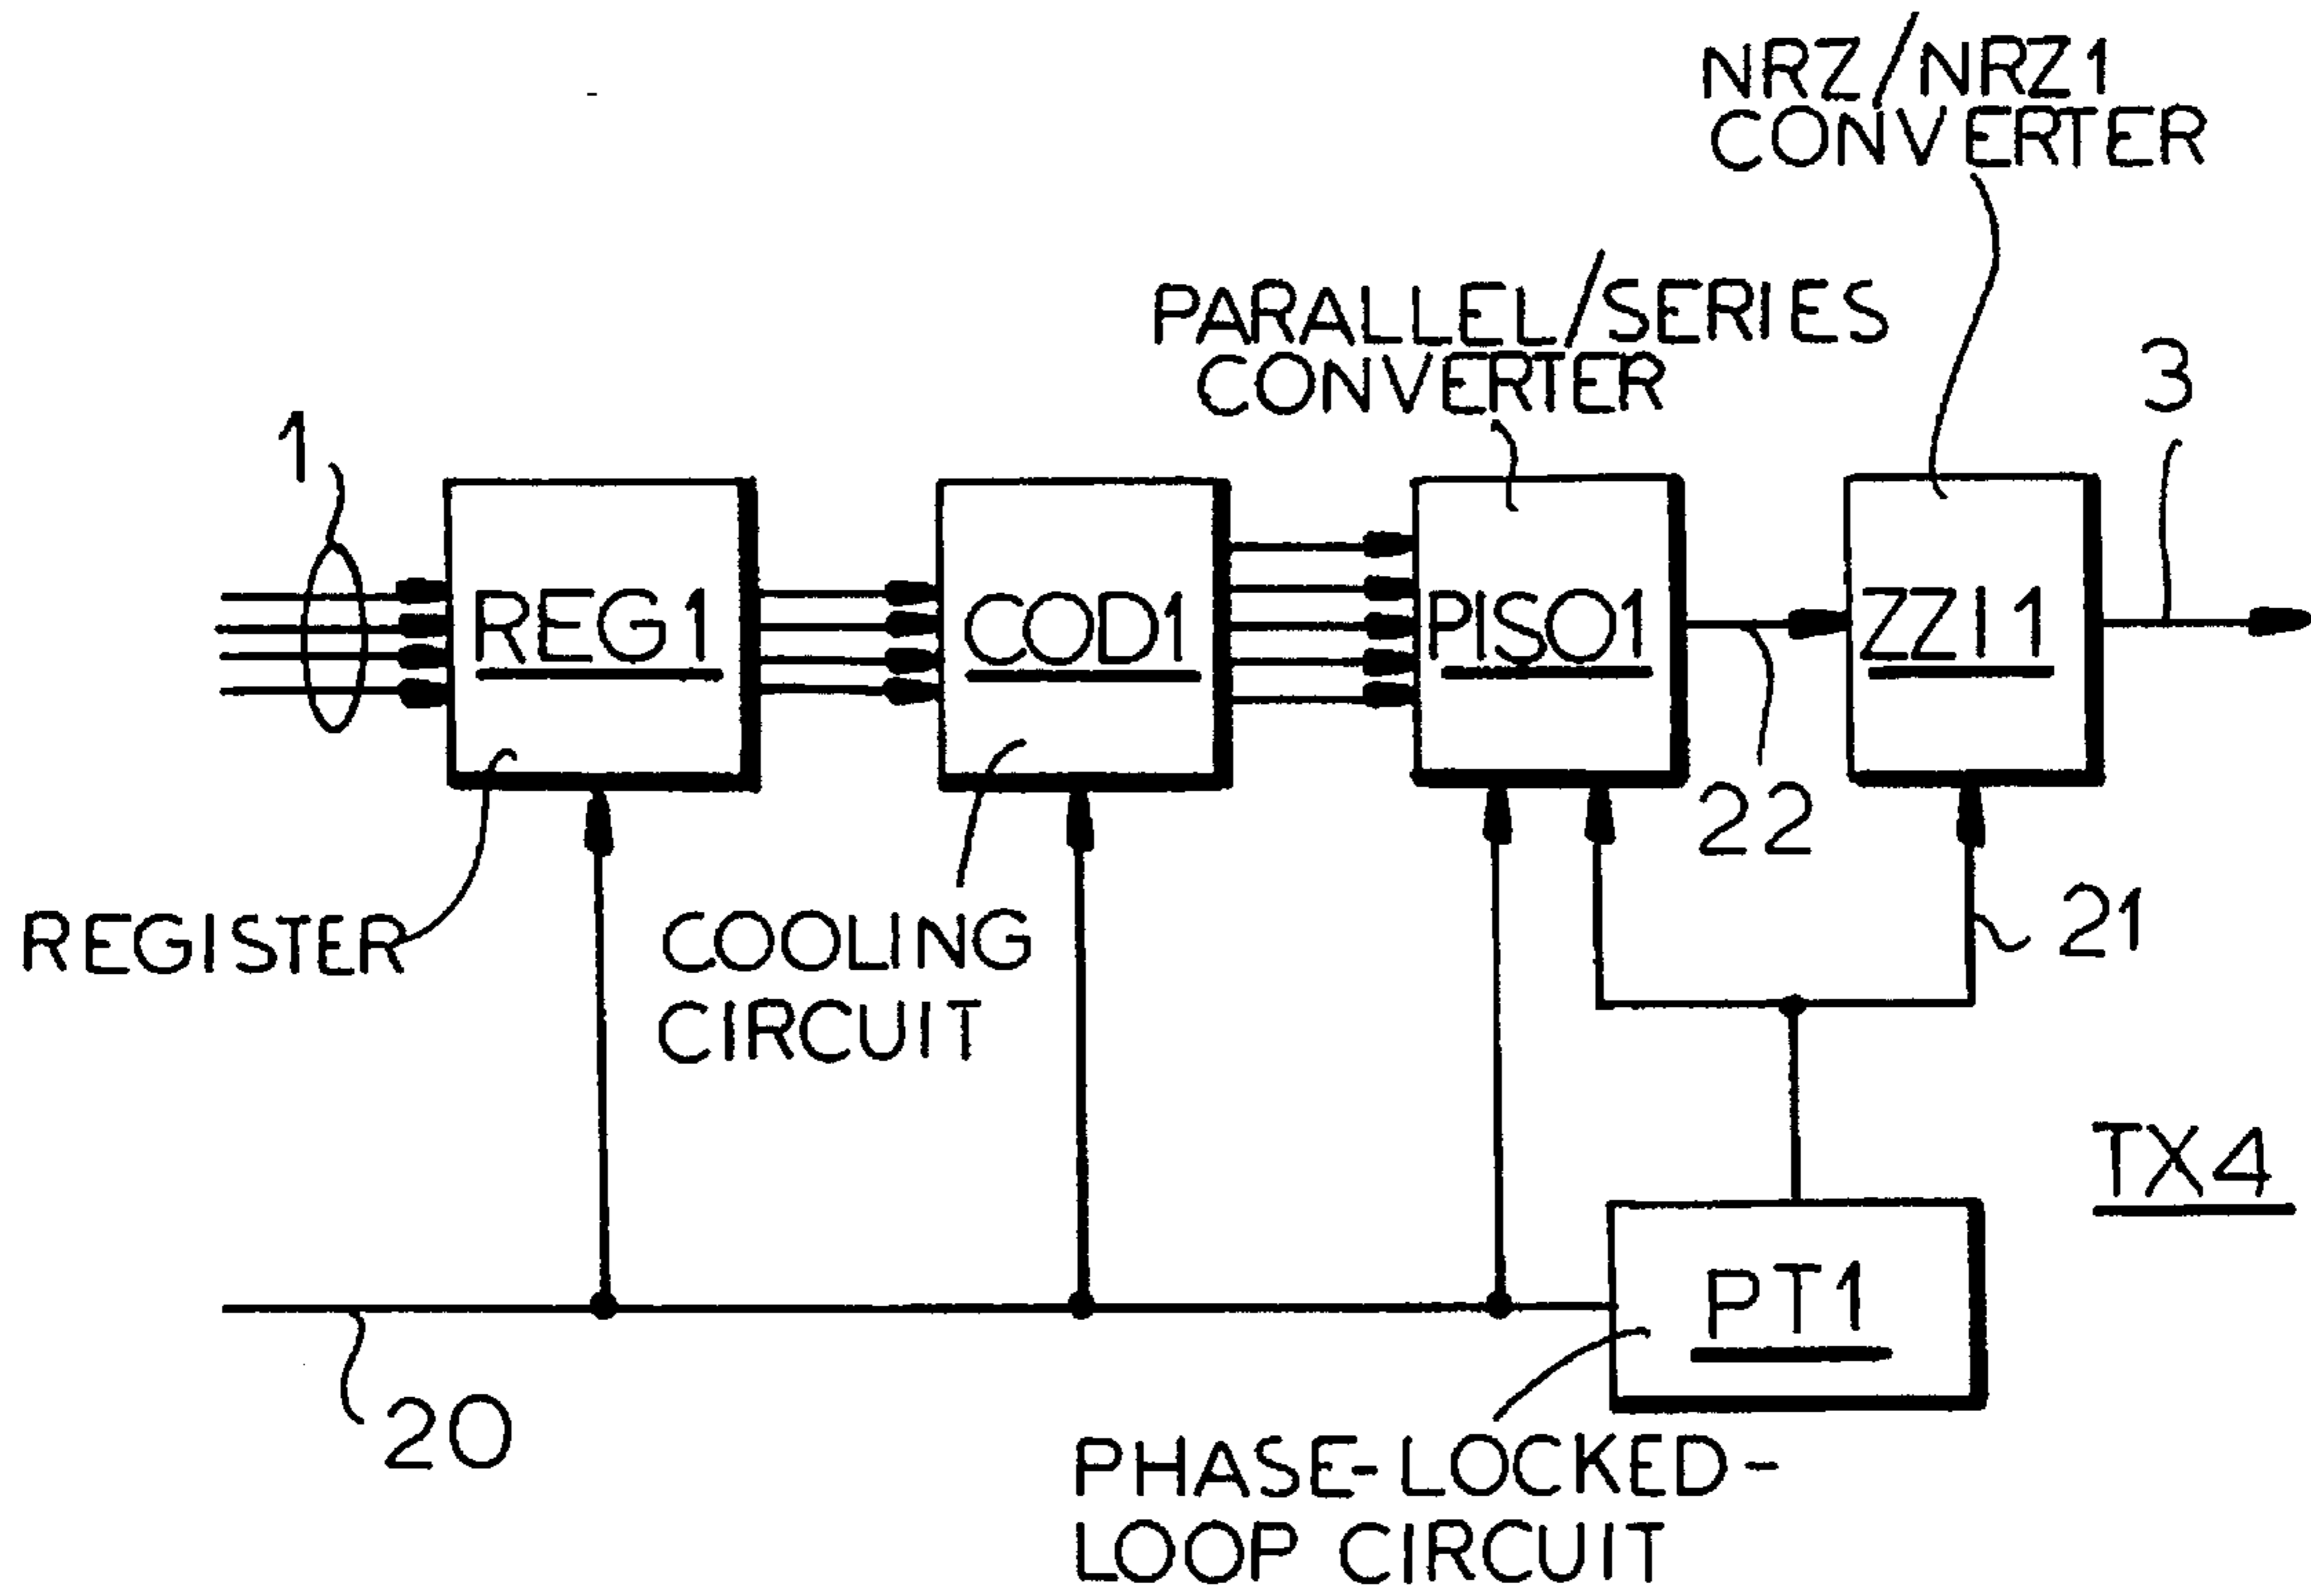 NRZ/NRZ1
CONVERTER
PARALLEL/SERIES
CONVERTER
3
1
REG1
COD1
PISO1
ZZI1
22
21
REGISTER
COOLING
CIRCUIT
TX4
PT1
20
PHASE-LOCKED-
LOOP CIRCUIT